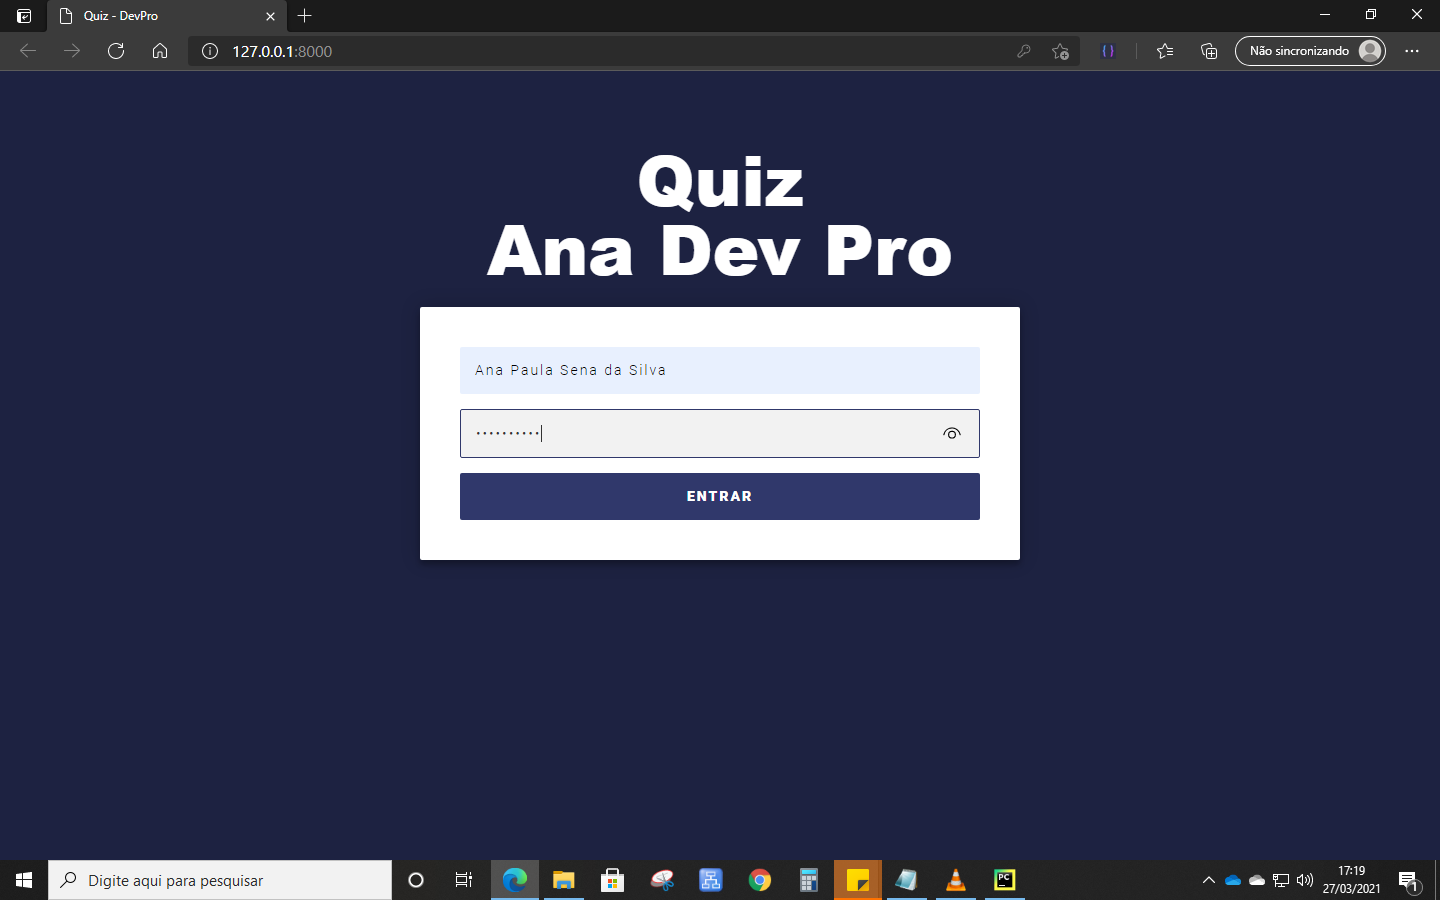 Quiz - DevPro
127.0.0.1:8000
Não sincronizando
Quiz
Ana Dev Pro
Ana Paula Sena da Silva
••••••••••
ENTRAR
Digite aqui para pesquisar
PC
17:19
27/03/2021
1